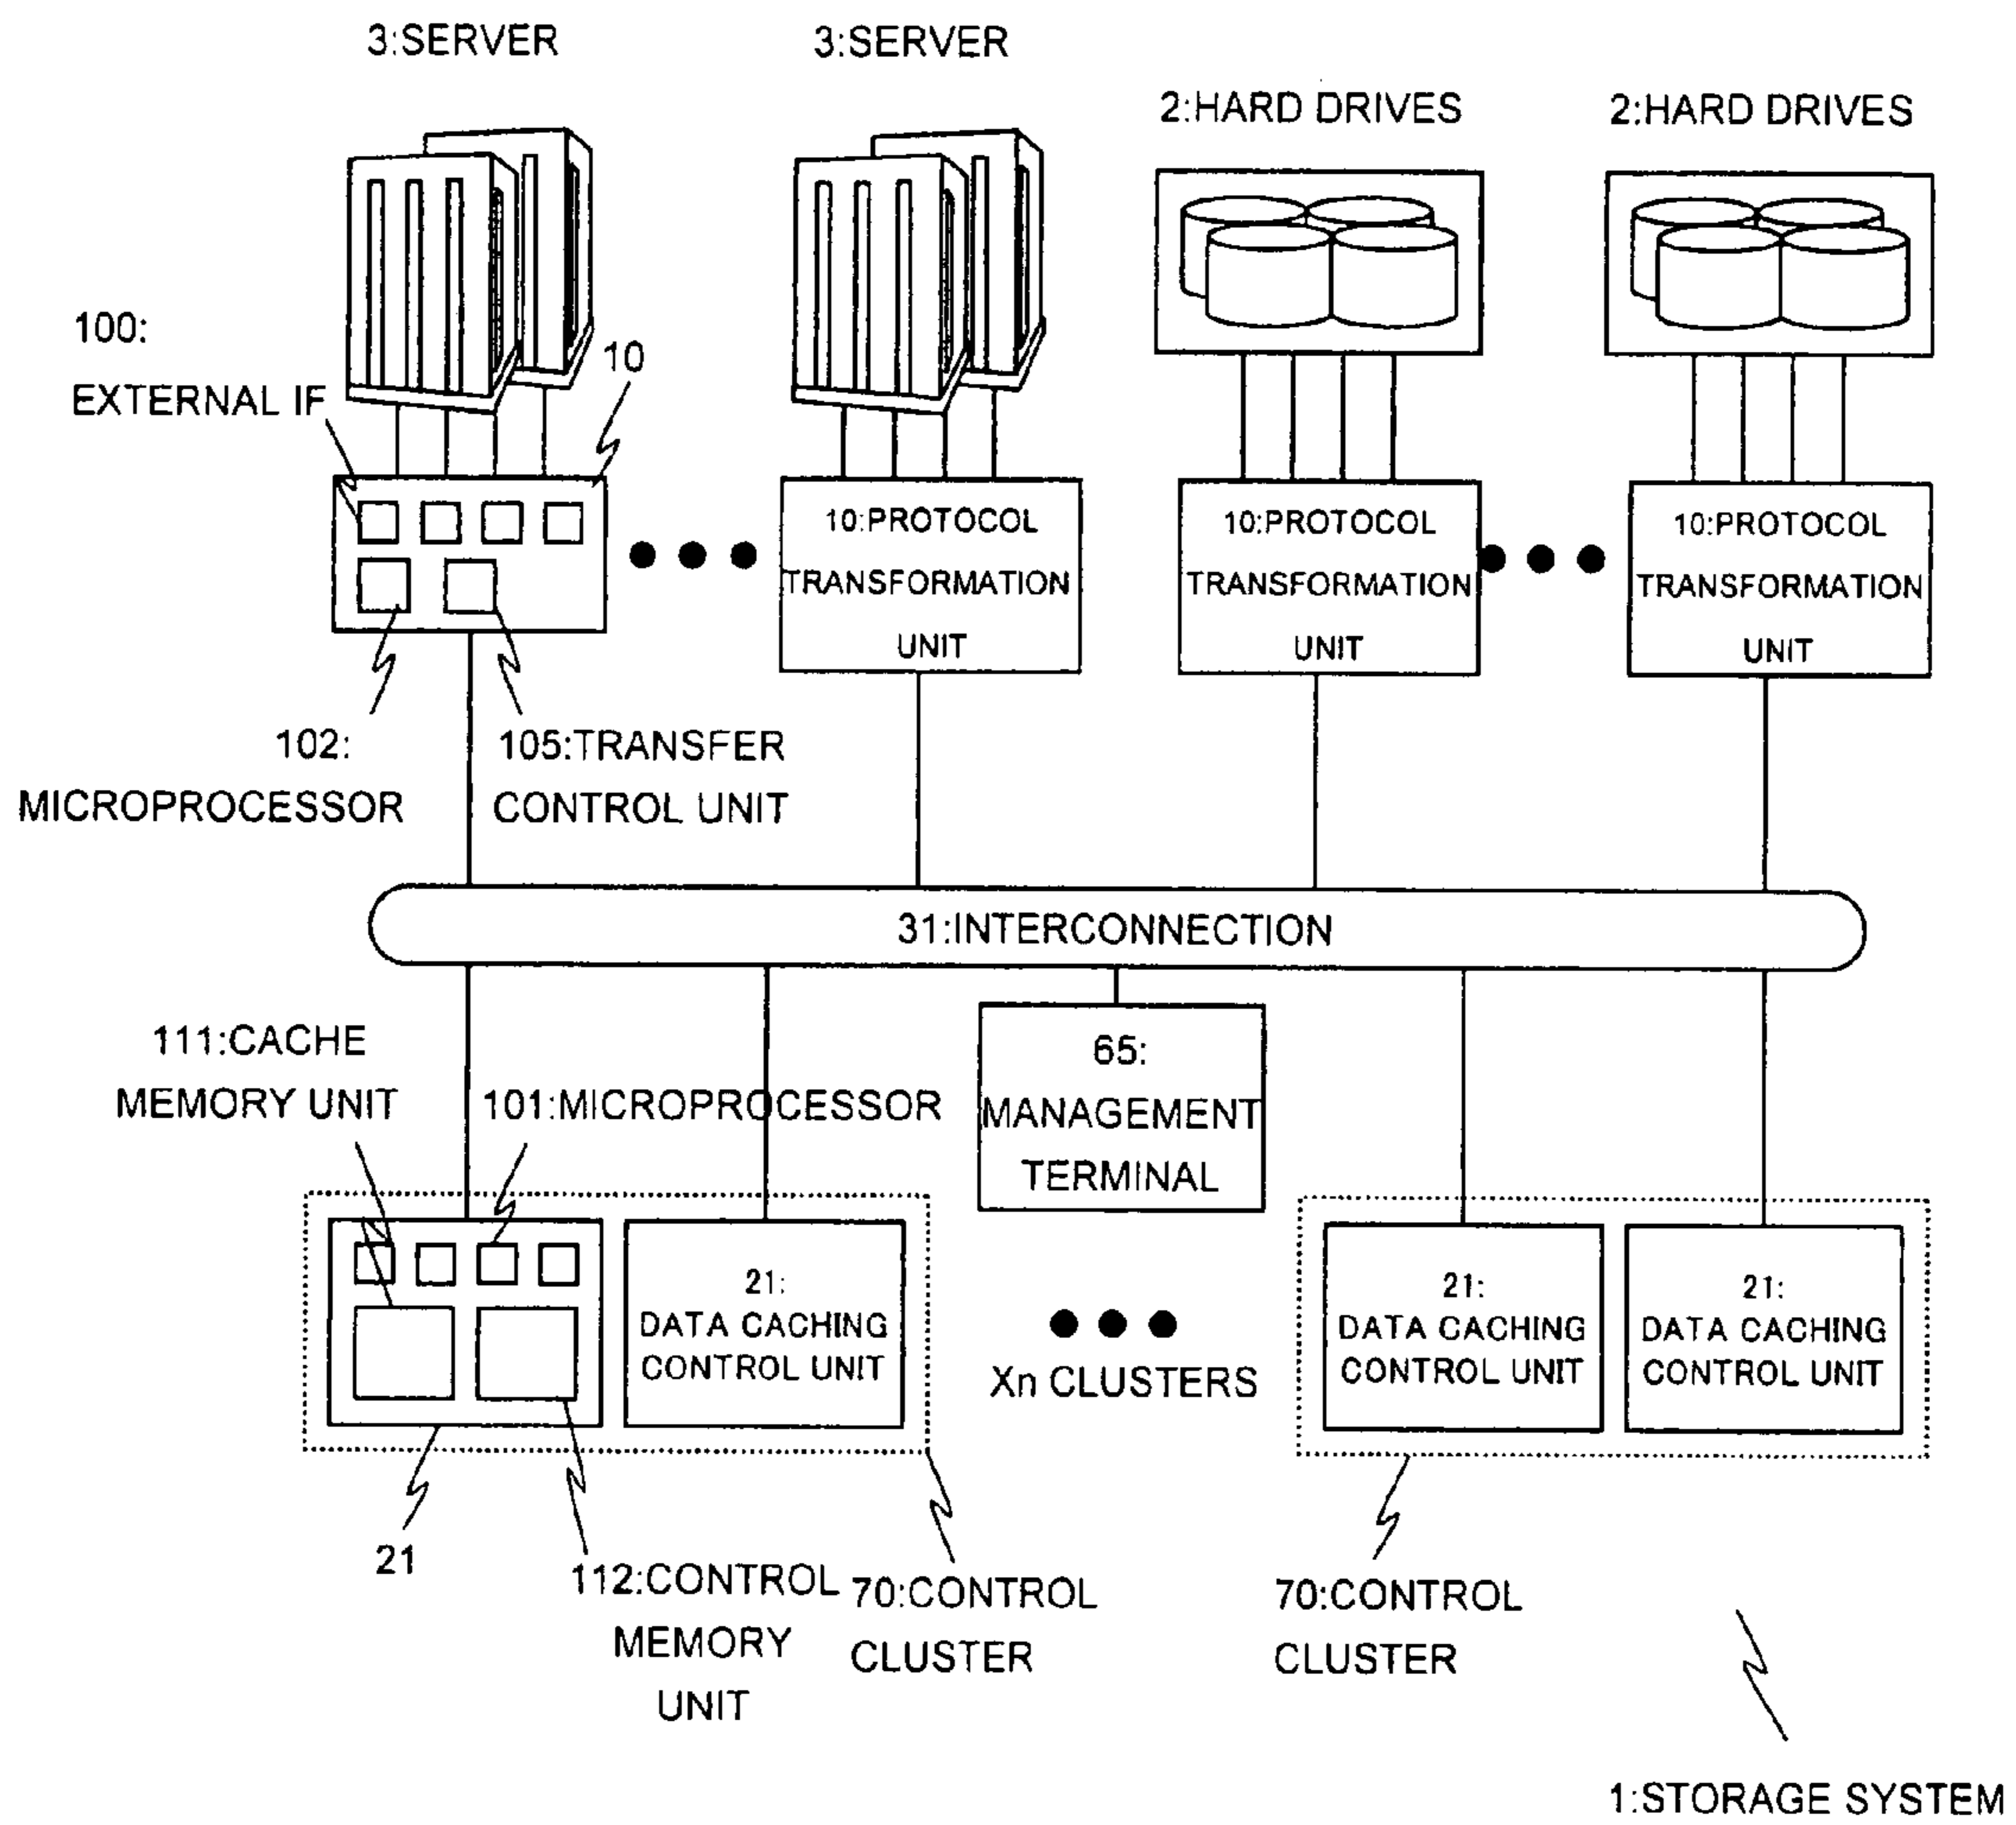 3:SERVER
3:SERVER
2:HARD DRIVES
2:HARD DRIVES
100:
EXTERNAL IF
10
10:PROTOCOL
TRANSFORMATION
UNIT
10:PROTOCOL
TRANSFORMATION
UNIT
10:PROTOCOL
TRANSFORMATION
UNIT
102:
MICROPROCESSOR
105:TRANSFER
CONTROL UNIT
31:INTERCONNECTION
111:CACHE
MEMORY UNIT
101:MICROPROCESSOR
65:
MANAGEMENT
TERMINAL
21:
DATA CACHING
CONTROL UNIT
Xn CLUSTERS
21:
DATA CACHING
CONTROL UNIT
21:
DATA CACHING
CONTROL UNIT
21
112:CONTROL
MEMORY
UNIT
70:CONTROL
CLUSTER
70:CONTROL
CLUSTER
1:STORAGE SYSTEM